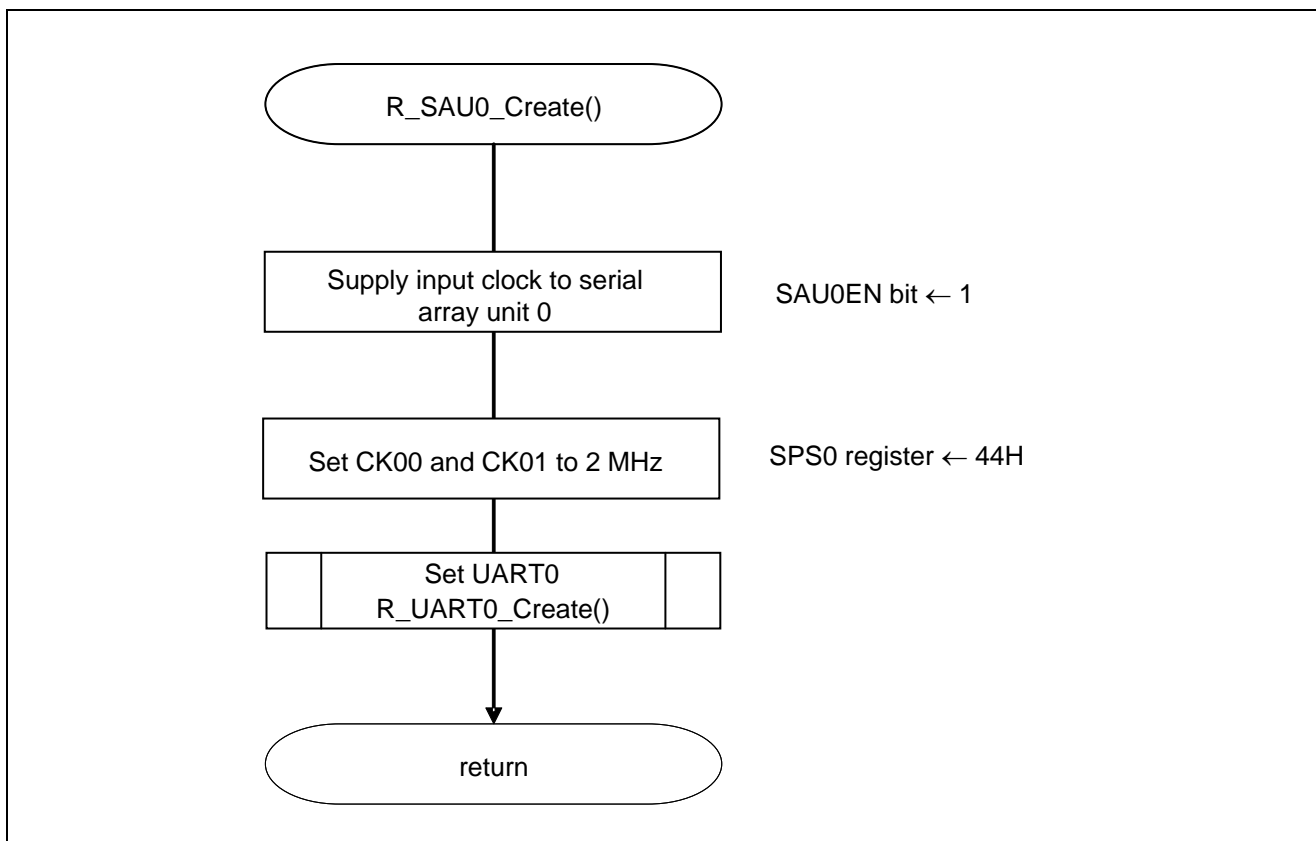 R_SAU0_Create()
Supply input clock to serial
array unit 0
SAU0EN bit ← 1
Set CK00 and CK01 to 2 MHz
SPS0 register ← 44H
Set UART0
R_UART0_Create()
return